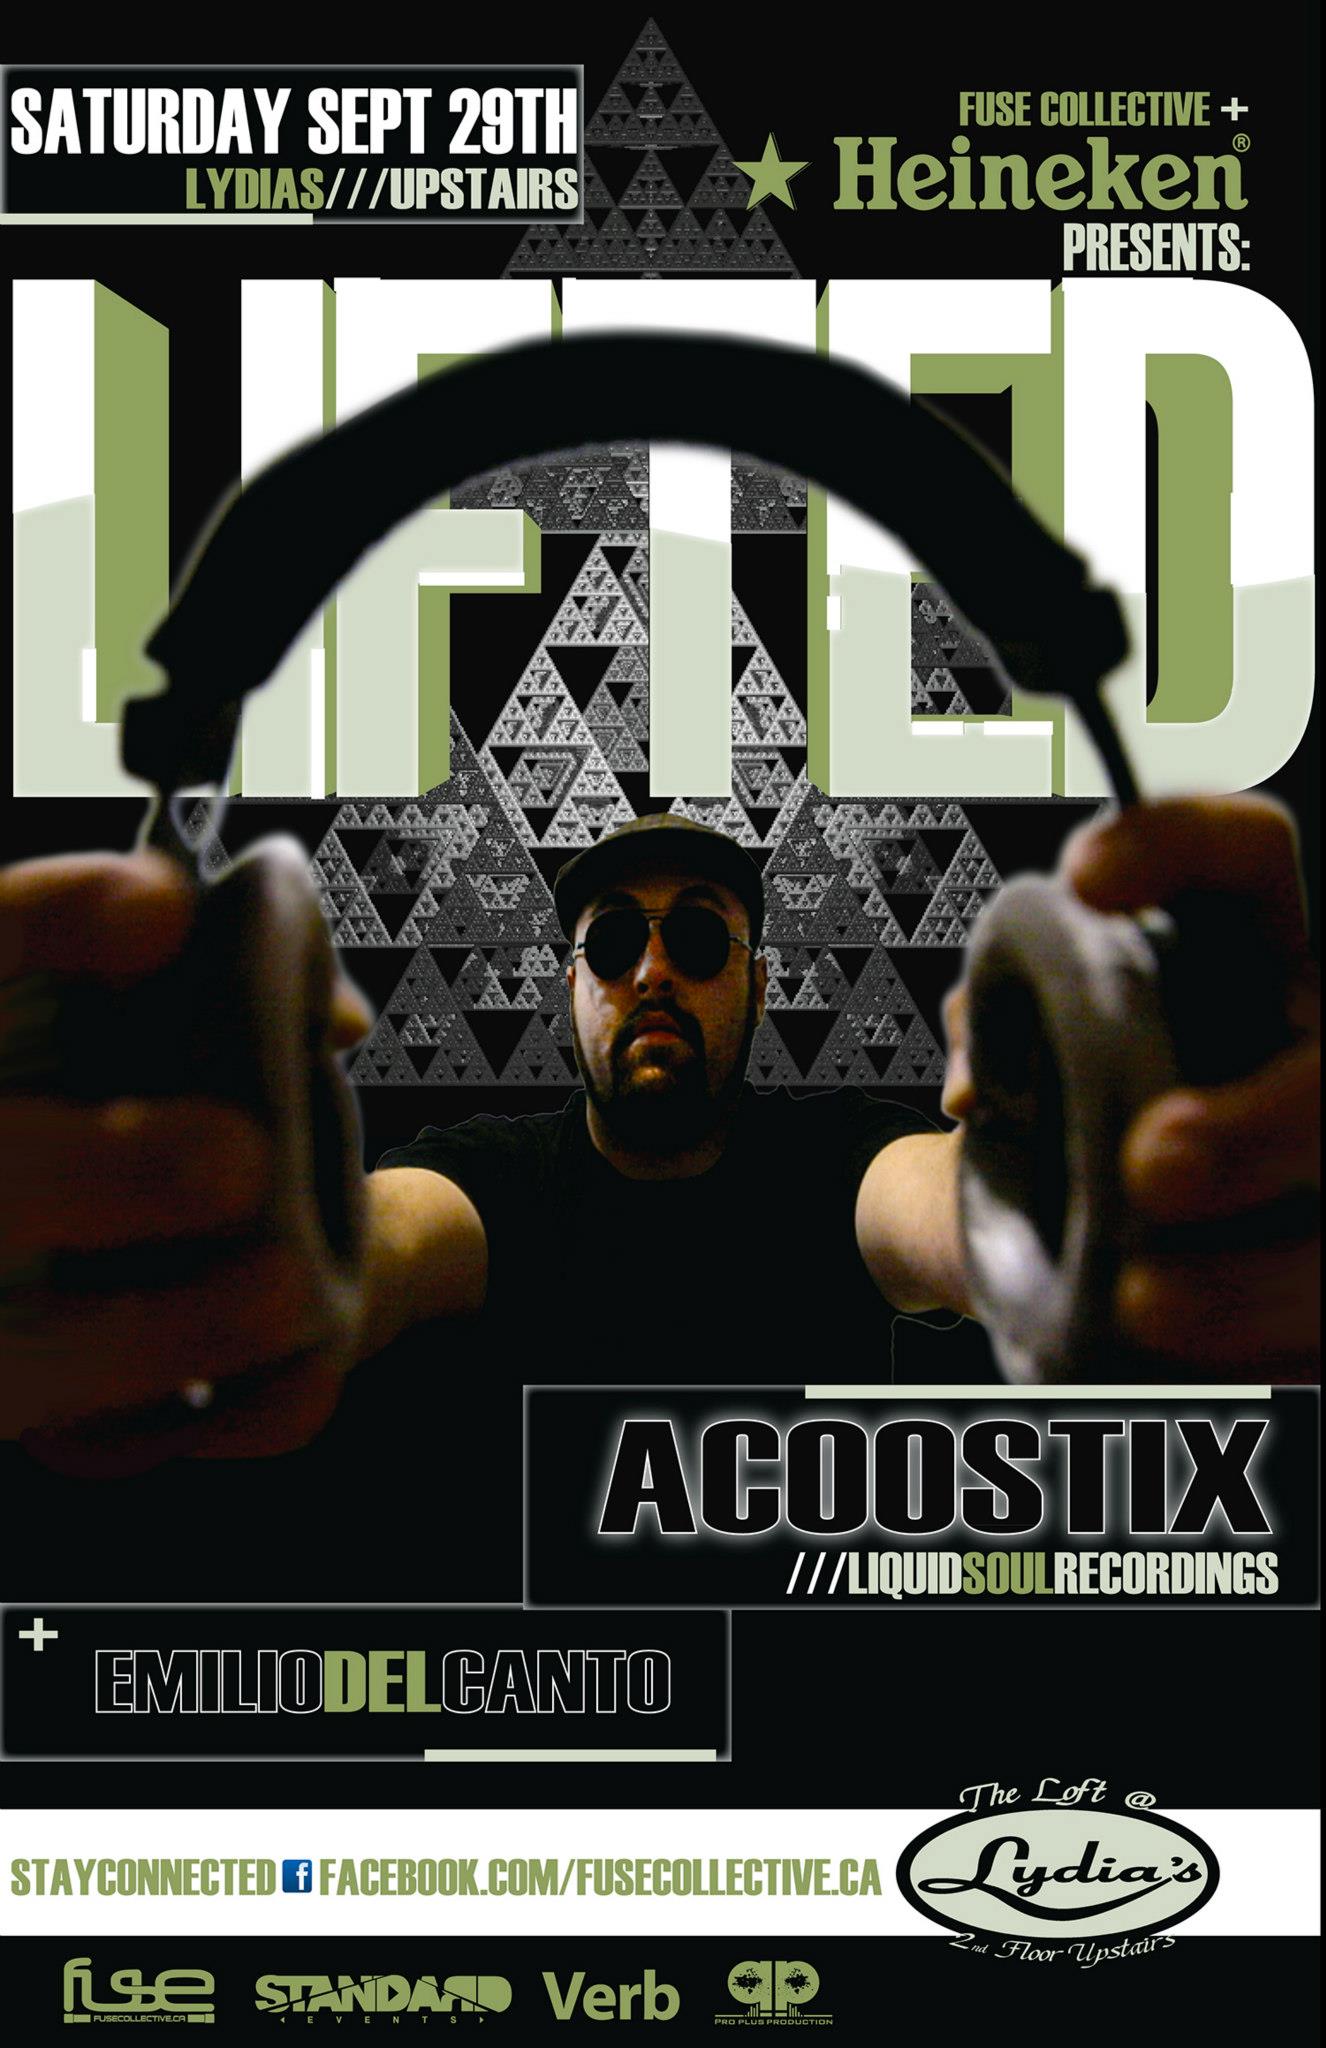 SATURDAY SEPT 29TH
LYDIAS///UPSTAIRS
FUSE COLLECTIVE +
Heineken®
PRESENTS:
LIFTED
ACOOSTIX
///LIQUIDSOULRECORDINGS
+
EMILIODELCANTO
STAYCONNECTED f FACEBOOK.COM/FUSECOLLECTIVE.CA
The Loft @
Lydia's
2nd Floor Upstairs
fuse
FUSECOLLECTIVE.CA
STANDARD
EVENTS
Verb
PP
PRO PLUS PRODUCTION